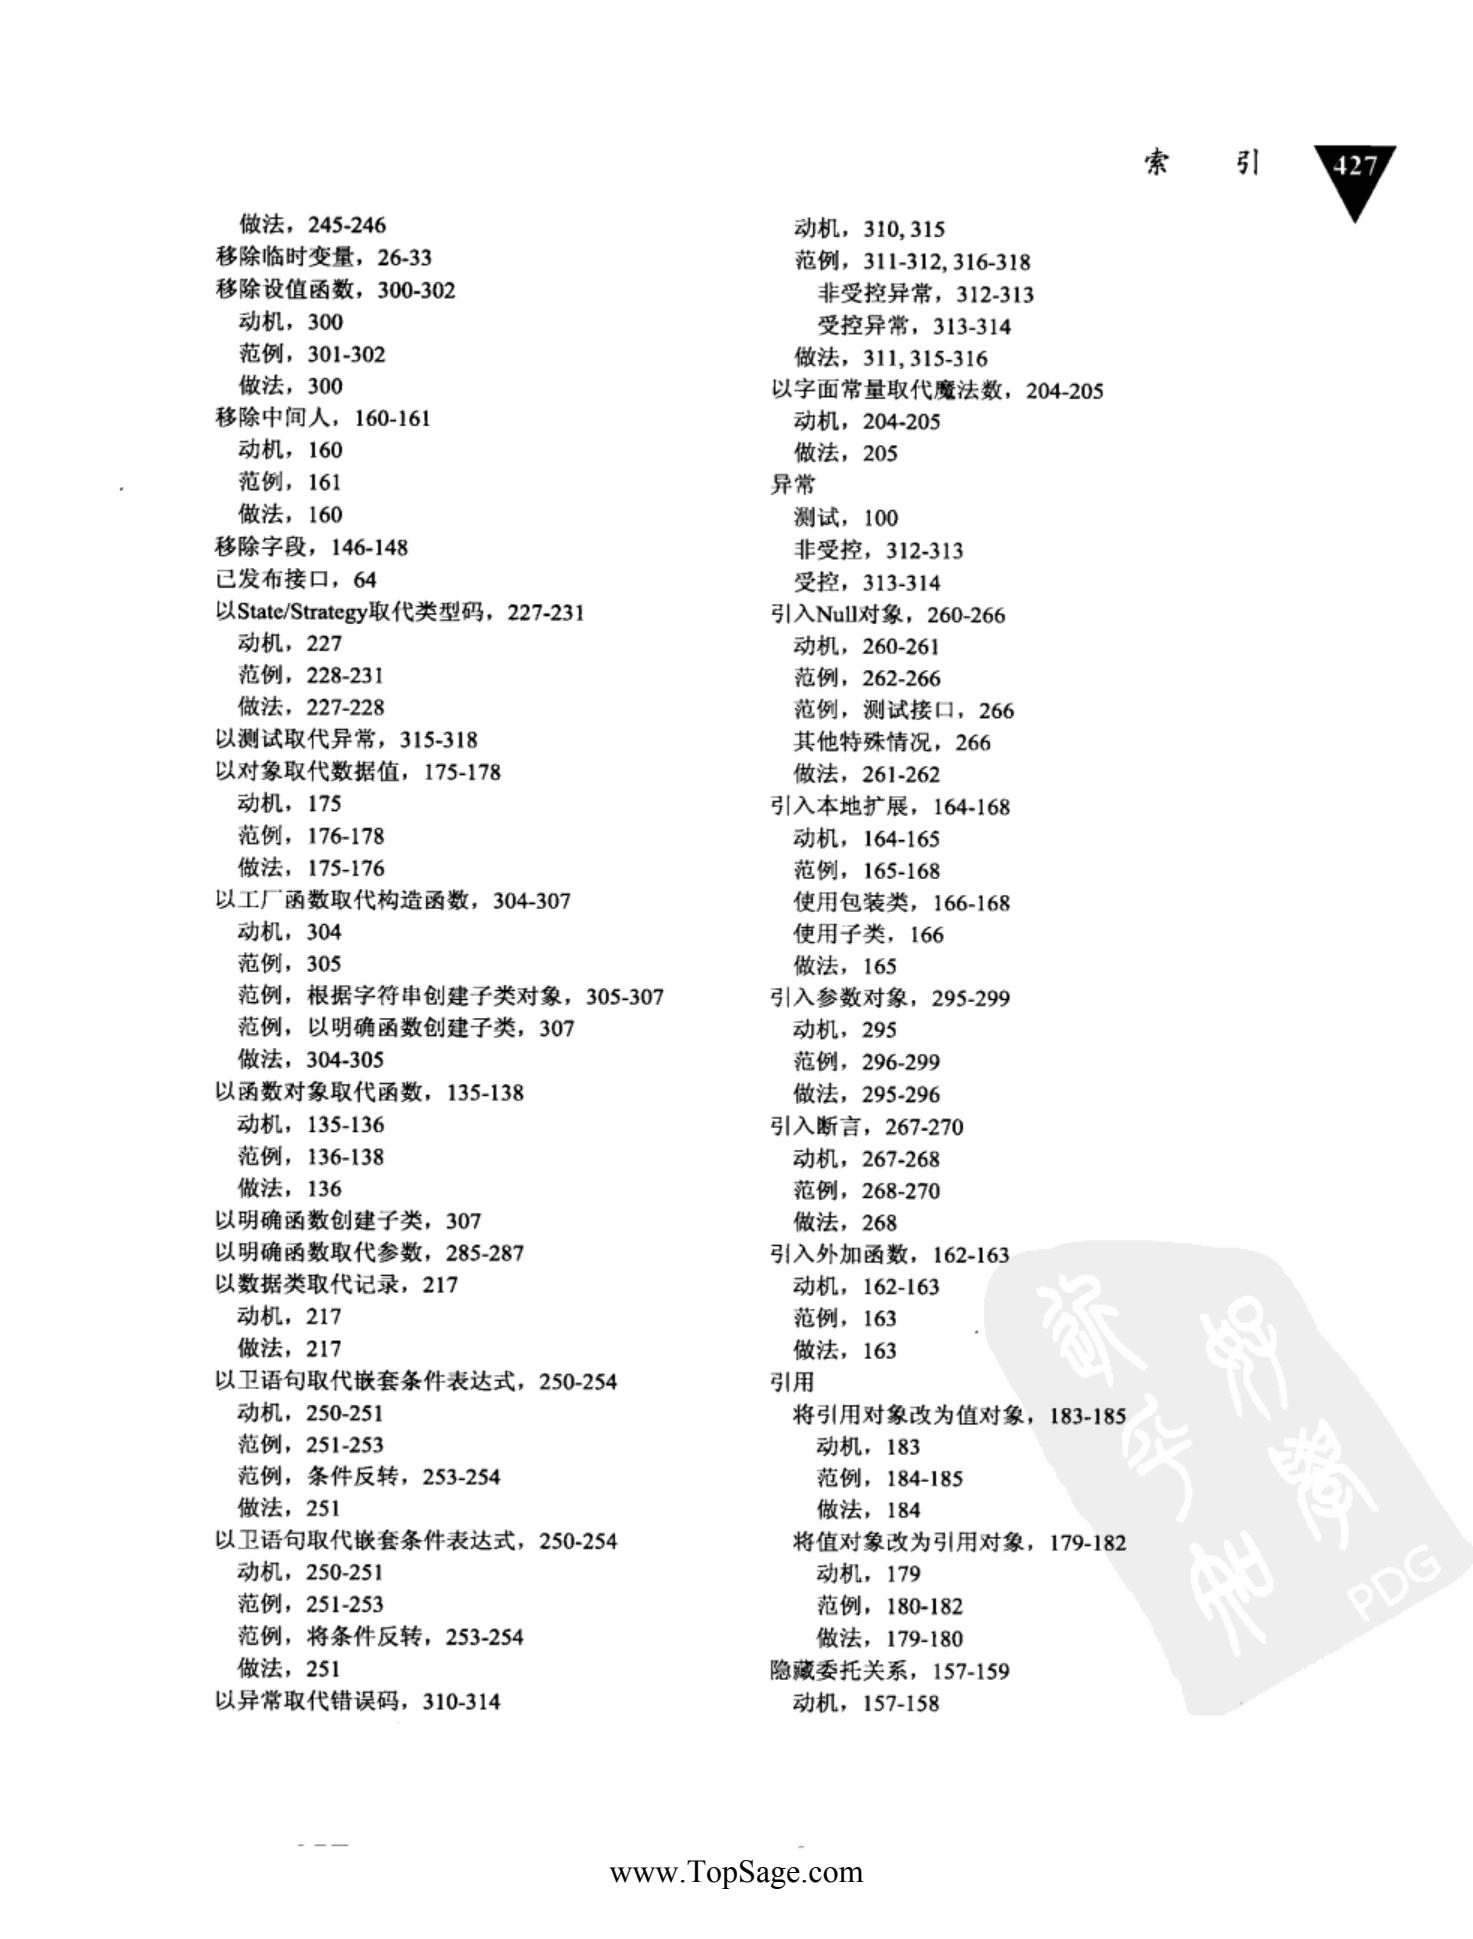 索 引 427
做法，245-246
移除临时变量，26-33
移除设值函数，300-302
动机，300
范例，301-302
做法，300
移除中间人，160-161
动机，160
范例，161
做法，160
移除字段，146-148
已发布接口，64
以State/Strategy取代类型码，227-231
动机，227
范例，228-231
做法，227-228
以测试取代异常，315-318
以对象取代数据值，175-178
动机，175
范例，176-178
做法，175-176
以工厂函数取代构造函数，304-307
动机，304
范例，305
范例，根据字符串创建子类对象，305-307
范例，以明确函数创建子类，307
做法，304-305
以函数对象取代函数，135-138
动机，135-136
范例，136-138
做法，136
以明确函数创建子类，307
以明确函数取代参数，285-287
以数据类取代记录，217
动机，217
做法，217
以卫语句取代嵌套条件表达式，250-254
动机，250-251
范例，251-253
范例，条件反转，253-254
做法，251
以卫语句取代嵌套条件表达式，250-254
动机，250-251
范例，251-253
范例，将条件反转，253-254
做法，251
以异常取代错误码，310-314
动机，310, 315
范例，311-312, 316-318
非受控异常，312-313
受控异常，313-314
做法，311, 315-316
以字面常量取代魔法数，204-205
动机，204-205
做法，205
异常
测试，100
非受控，312-313
受控，313-314
引入Null对象，260-266
动机，260-261
范例，262-266
范例，测试接口，266
其他特殊情况，266
做法，261-262
引入本地扩展，164-168
动机，164-165
范例，165-168
使用包装类，166-168
使用子类，166
做法，165
引入参数对象，295-299
动机，295
范例，296-299
做法，295-296
引入断言，267-270
动机，267-268
范例，268-270
做法，268
引入外加函数，162-163
动机，162-163
范例，163
做法，163
引用
将引用对象改为值对象，183-185
动机，183
范例，184-185
做法，184
将值对象改为引用对象，179-182
动机，179
范例，180-182
做法，179-180
隐藏委托关系，157-159
动机，157-158
PDG
www.TopSage.com